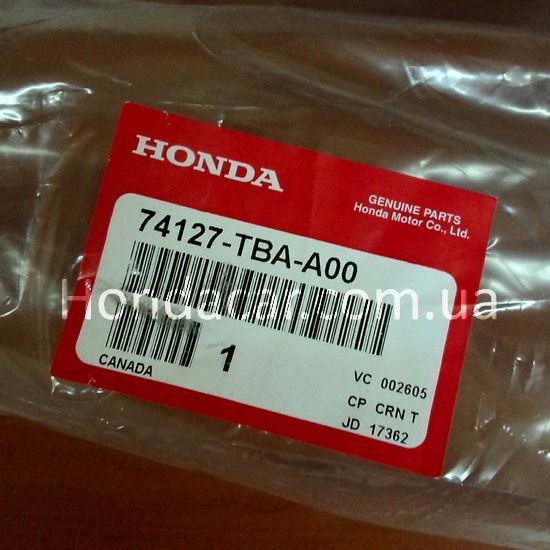 HONDA
GENUINE PARTS
Honda Motor Co., Ltd.
74127-TBA-A00
Hondacar.com.ua
CANADA
1
VC 002605
CP CRN T
JD 17362